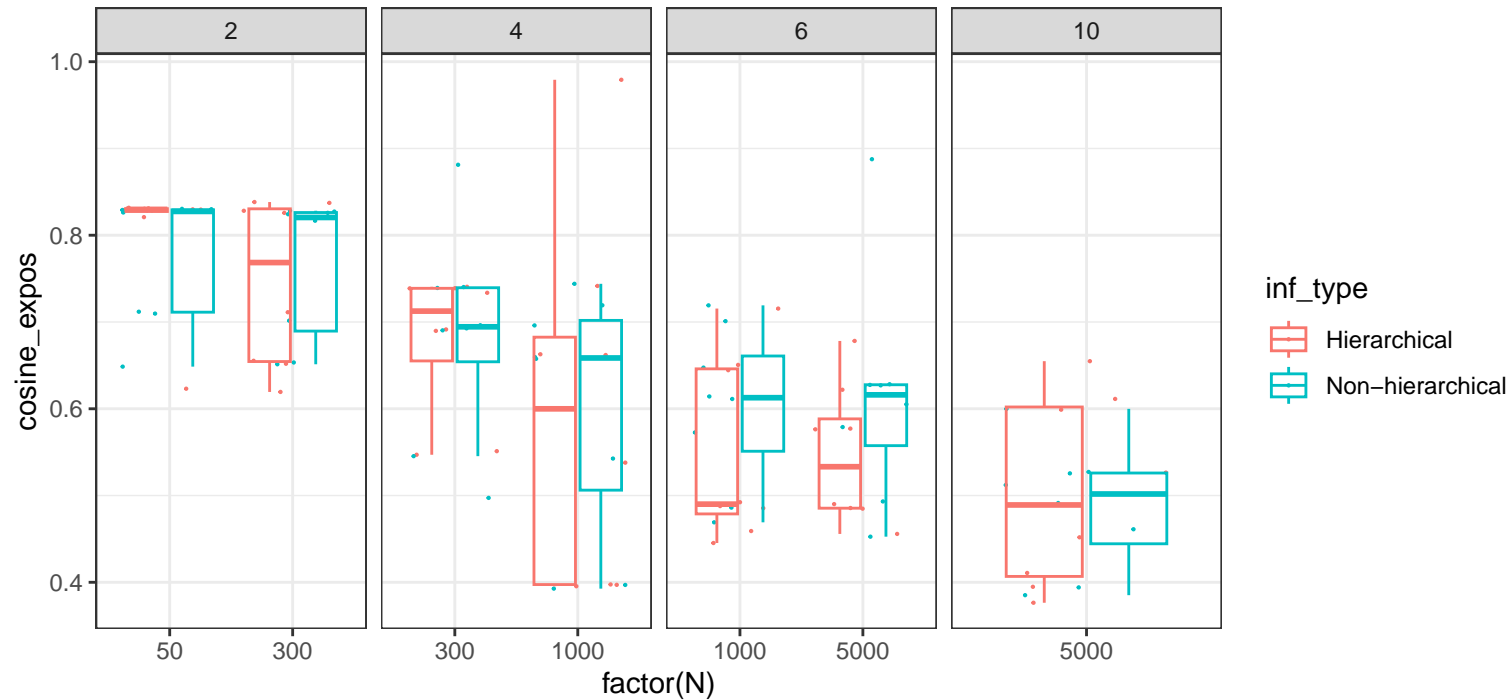 2 4 6 10
1.0
0.8
0.6
0.4
cosine_expos
50 300 300 1000 1000 5000 5000
factor(N)
inf_type
Hierarchical
Non−hierarchical